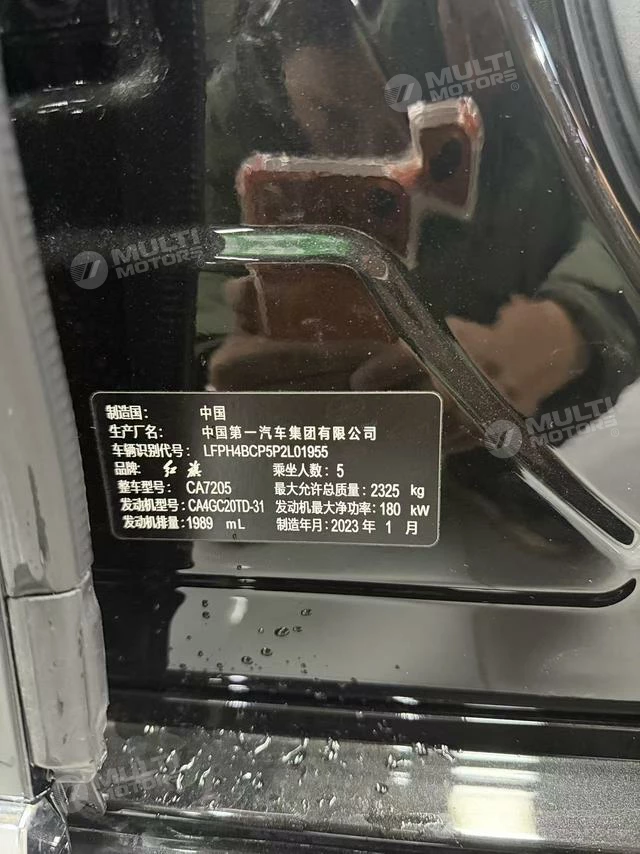 MULTI
MOTORS®
MULTI
MOTORS
制造国： 中国
生产厂名： 中国第一汽车集团有限公司
车辆识别代号： LFPH4BCP5P2L01955
品牌： 红旗 乘坐人数：5
整车型号： CA7205 最大允许总质量：2325 kg
发动机型号：CA4GC20TD-31 发动机最大净功率：180 kW
发动机排量：1989 mL 制造年月：2023 年 1 月
MULTI
MOTORS
MULTI
MOTORS